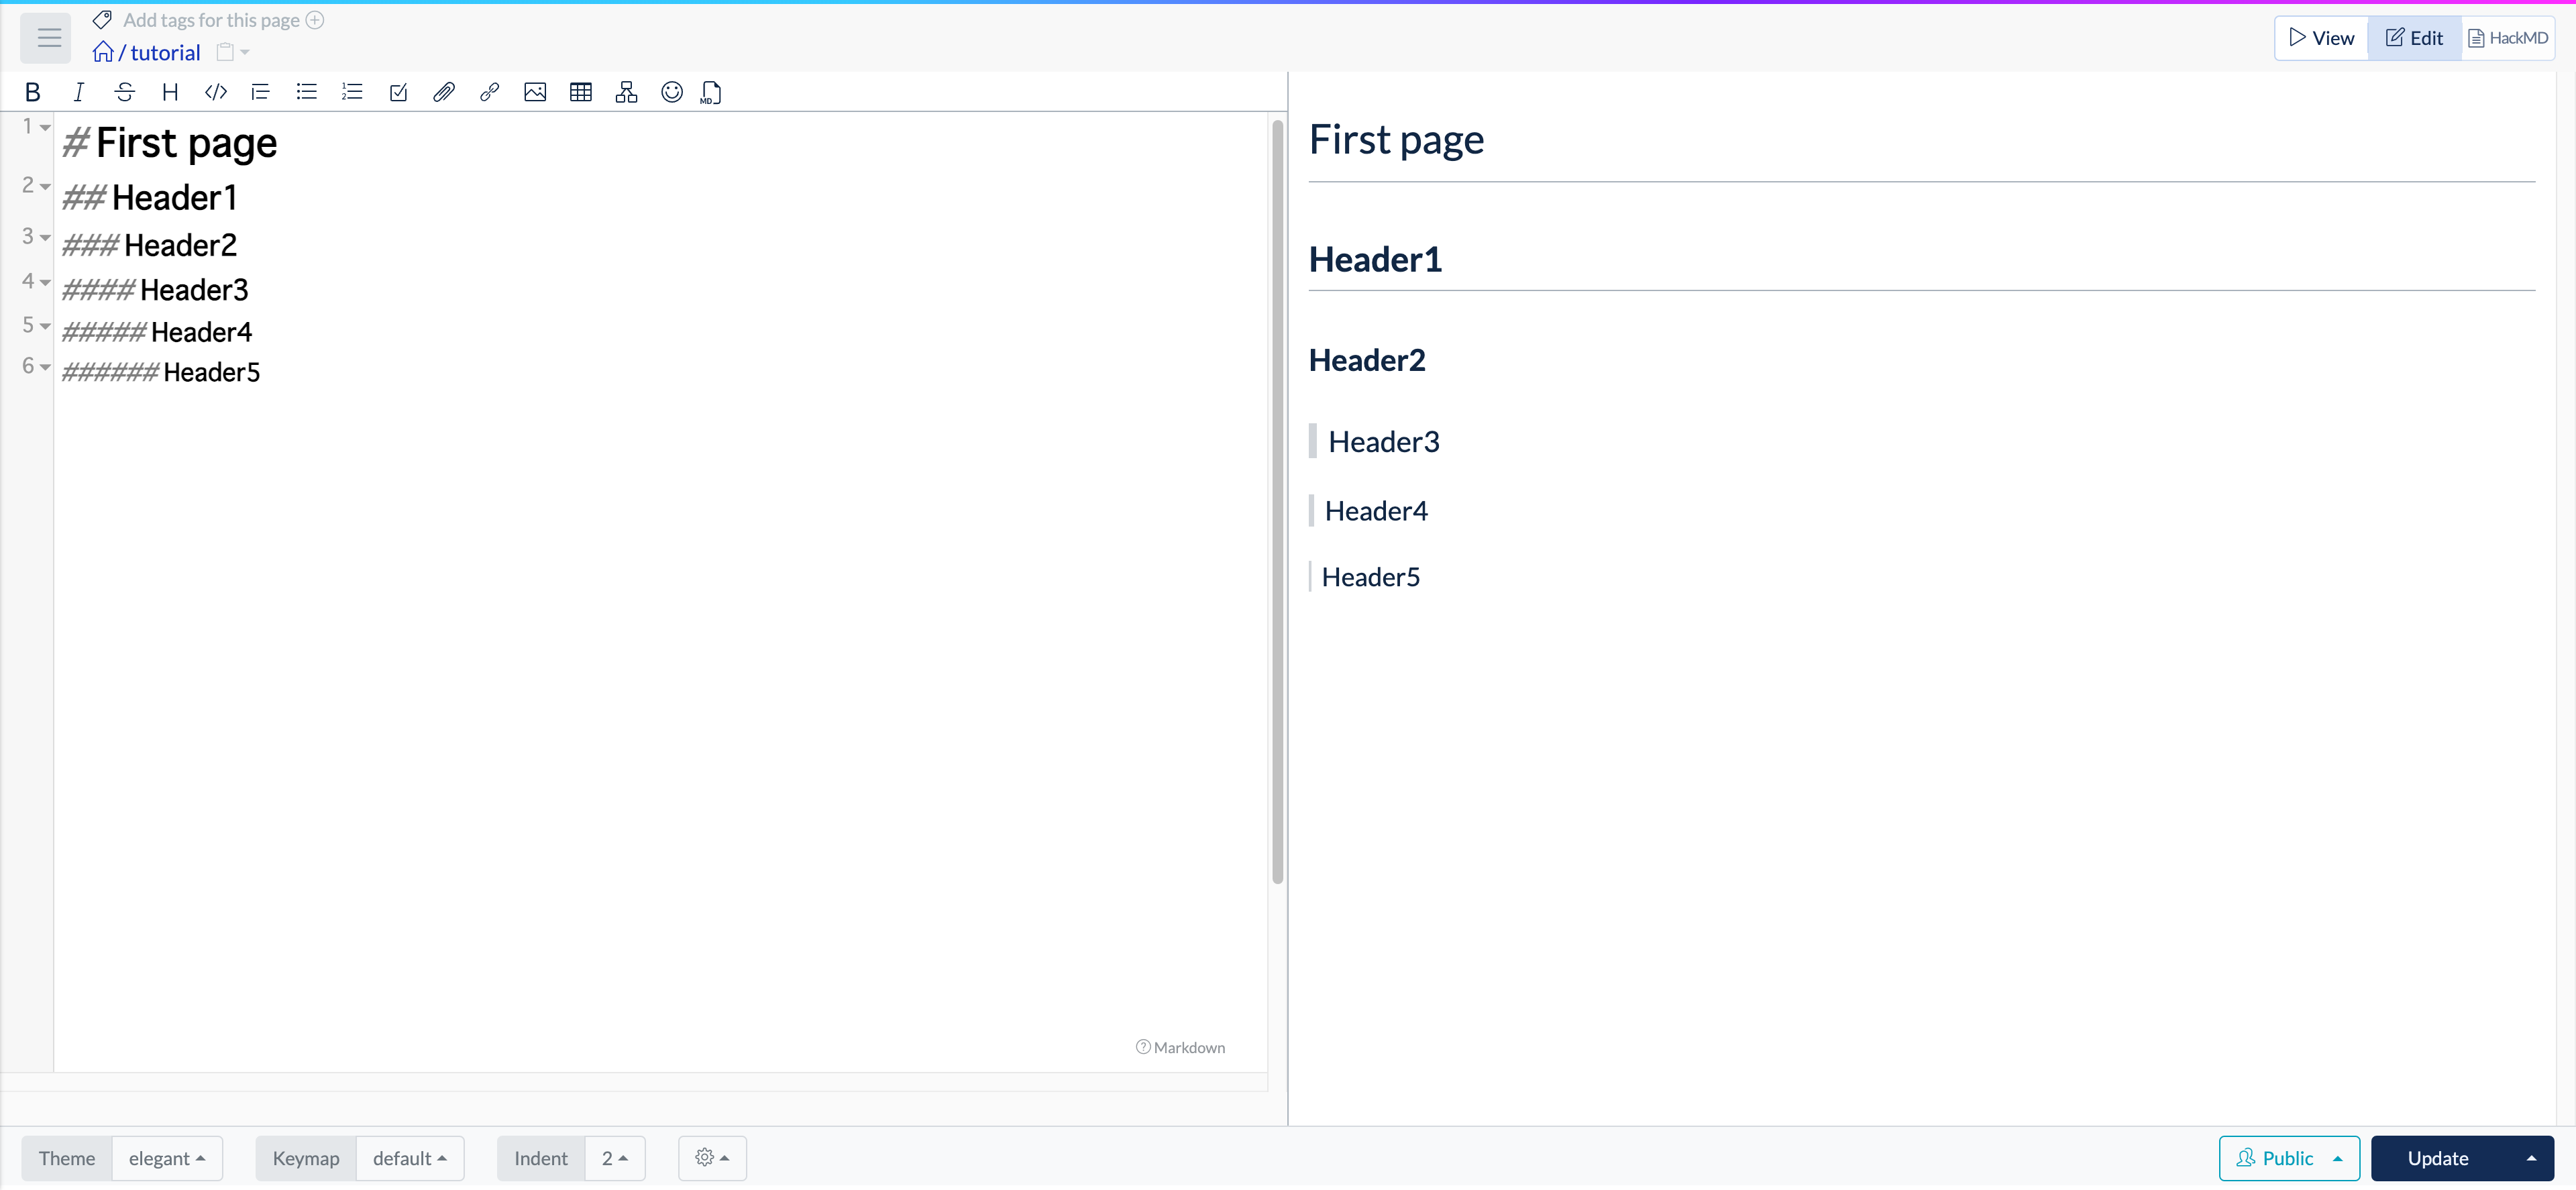 Add tags for this page
/ tutorial
View Edit HackMD
B I S H </> MD
1 # First page
2 ## Header1
3 ### Header2
4 #### Header3
5 ##### Header4
6 ###### Header5
Markdown
First page
Header1
Header2
Header3
Header4
Header5
Theme elegant Keymap default Indent 2
Public Update